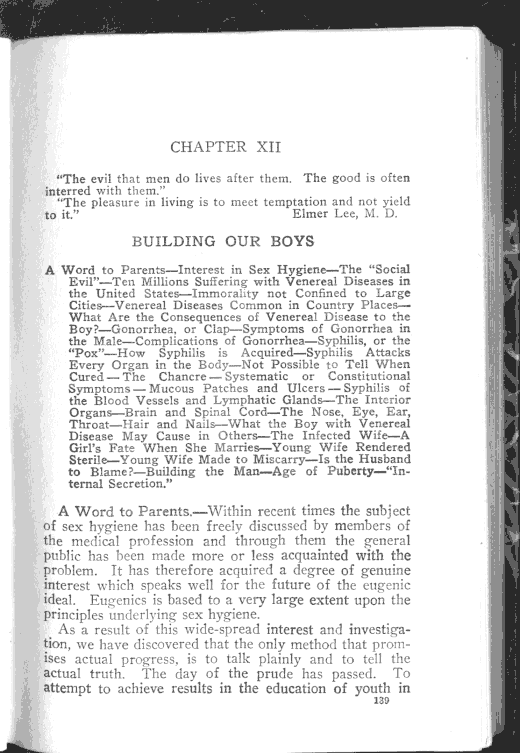 CHAPTER XII
“The evil that men do lives after them. The good is often
interred with them.”
“The pleasure in living is to meet temptation and not yield
to it.” Elmer Lee, M. D.
BUILDING OUR BOYS
A Word to Parents—Interest in Sex Hygiene—The “Social
Evil”—Ten Millions Suffering with Venereal Diseases in
the United States—Immorality not Confined to Large
Cities—Venereal Diseases Common in Country Places—
What Are the Consequences of Venereal Disease to the
Boy?—Gonorrhea, or Clap—Symptoms of Gonorrhea in
the Male—Complications of Gonorrhea—Syphilis, or the
“Pox”—How Syphilis is Acquired—Syphilis Attacks
Every Organ in the Body—Not Possible to Tell When
Cured—The Chancre—Systematic or Constitutional
Symptoms—Mucous Patches and Ulcers—Syphilis of
the Blood Vessels and Lymphatic Glands—The Interior
Organs—Brain and Spinal Cord—The Nose, Eye, Ear,
Throat—Hair and Nails—What the Boy with Venereal
Disease May Cause in Others—The Infected Wife—A
Girl’s Fate When She Marries—Young Wife Rendered
Sterile—Young Wife Made to Miscarry—Is the Husband
to Blame?—Building the Man—Age of Puberty—“In-
ternal Secretion.”
A Word to Parents.—Within recent times the subject
of sex hygiene has been freely discussed by members of
the medical profession and through them the general
public has been made more or less acquainted with the
problem. It has therefore acquired a degree of genuine
interest which speaks well for the future of the eugenic
ideal. Eugenics is based to a very large extent upon the
principles underlying sex hygiene.
As a result of this wide-spread interest and investiga-
tion, we have discovered that the only method that prom-
ises actual progress, is to talk plainly and to tell the
actual truth. The day of the prude has passed. To
attempt to achieve results in the education of youth in
139